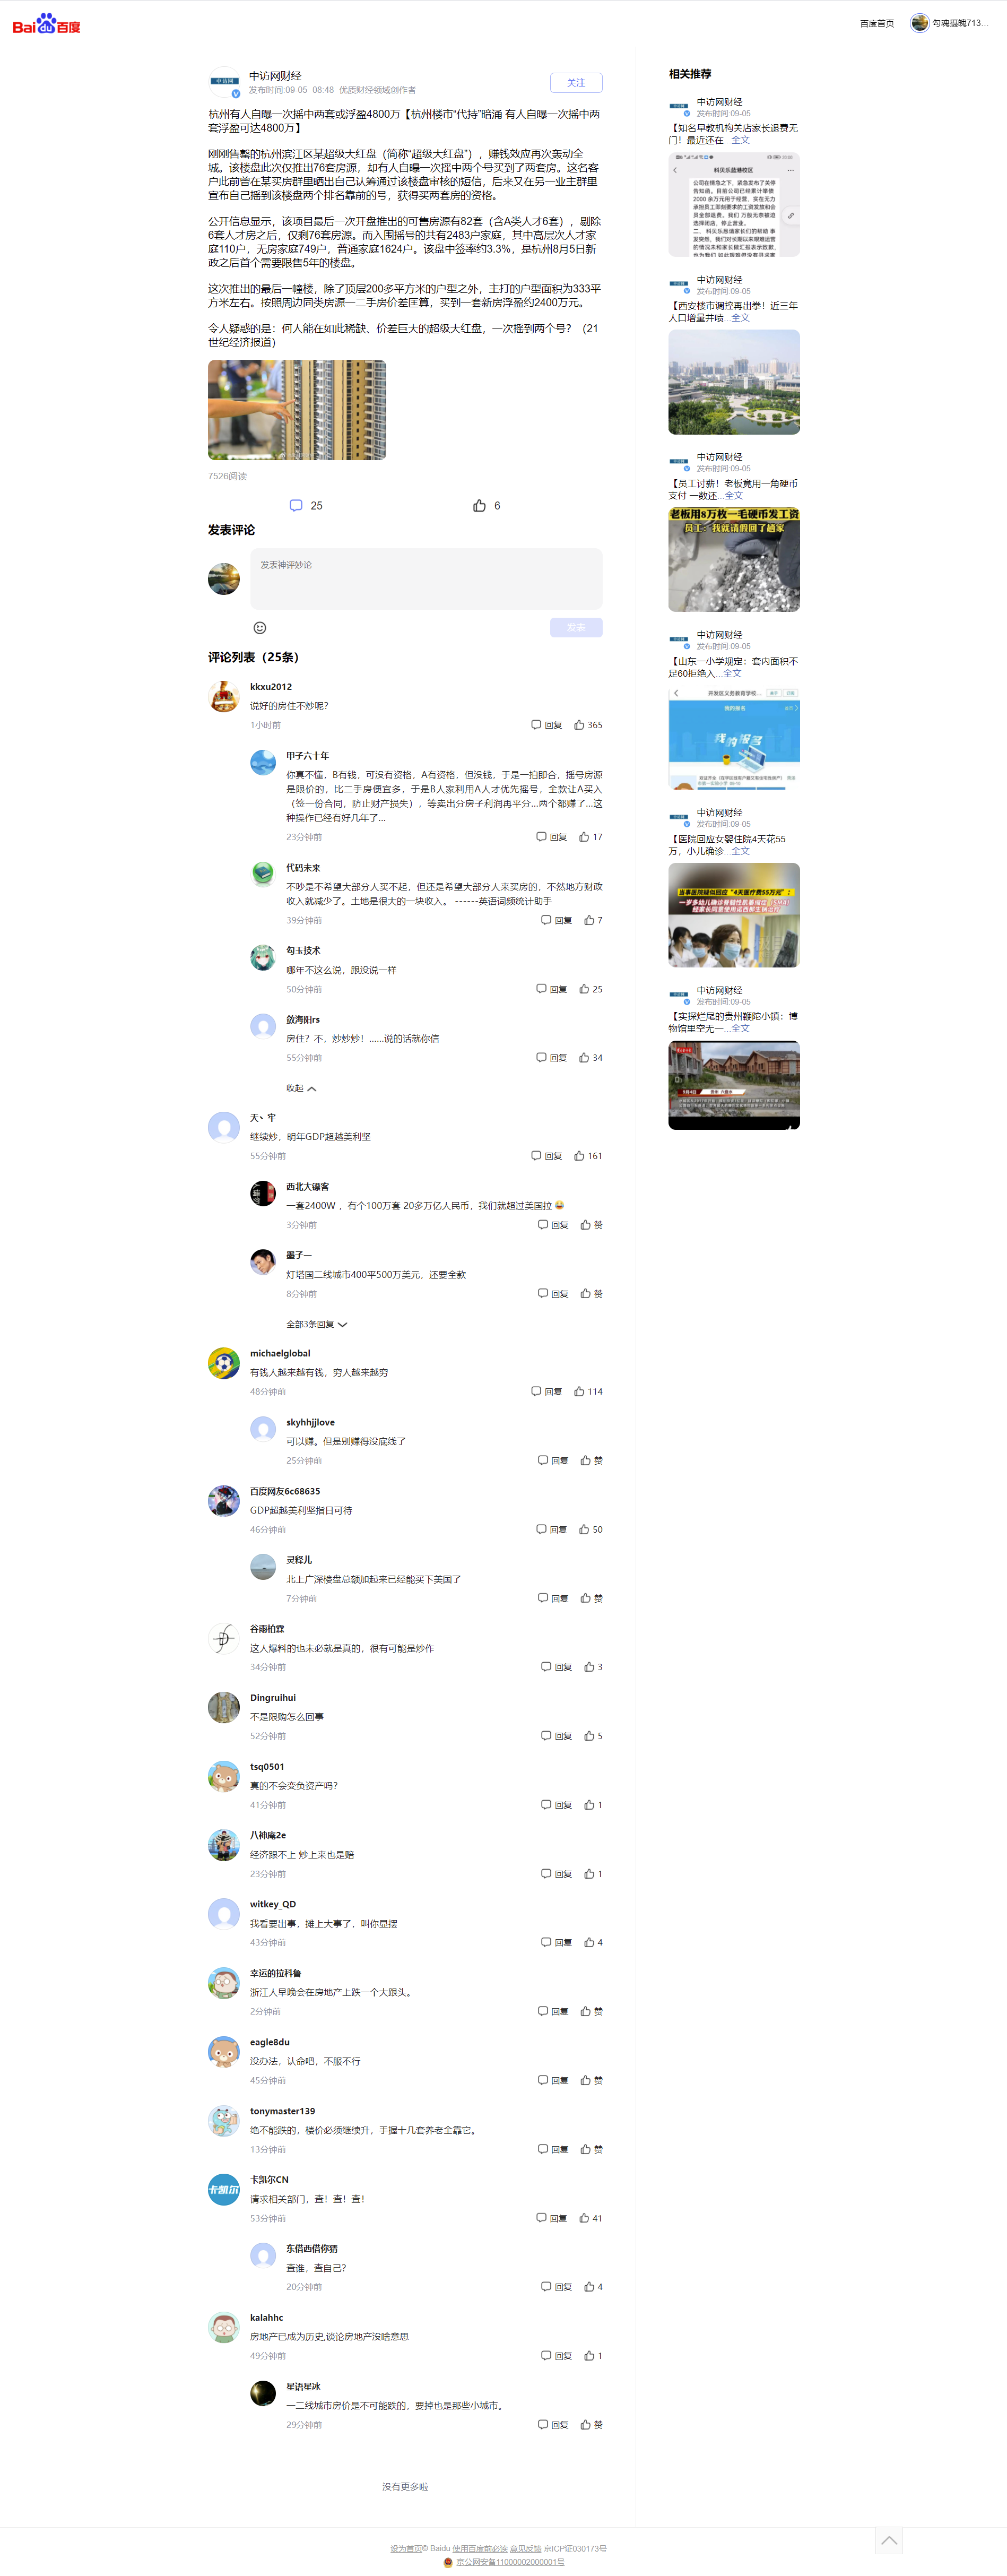 Bai du 百度
百度首页
勾魂摄魄713...
中访网财经
发布时间 09-05 08:48 优质财经领域创作者
关注
杭州有人自曝一次摇中两套或浮盈4800万【杭州楼市“代持”暗涌 有人自曝一次摇中两
套浮盈可达4800万】
刚刚售罄的杭州滨江区某超级大红盘（简称“超级大红盘”），赚钱效应再次轰动全
城。该楼盘此次仅推出76套房源，却有人自曝一次摇中两个号买到了两套房。这名客
户此前曾在某买房群里晒出自己认筹通过该楼盘审核的短信，后来又在另一业主群里
宣布自己摇到该楼盘两个排名靠前的号，获得买两套房的资格。
公开信息显示，该项目最后一次开盘推出的可售房源有82套（含A类人才6套），剔除
6套人才房之后，仅剩76套房源。而入围摇号的共有2483户家庭，其中高层次人才家
庭110户，无房家庭749户，普通家庭1624户。该盘中签率约3.3%，是杭州8月5日新
政之后首个需要限售5年的楼盘。
这次推出的最后一幢楼，除了顶层200多平方米的户型之外，主打的户型面积为333平
方米左右。按照周边同类房源一二手房价差匡算，买到一套新房浮盈约2400万元。
令人疑惑的是：何人能在如此稀缺、价差巨大的超级大红盘，一次摇到两个号？（21
世纪经济报道）
7526阅读
25
6
发表评论
发表神评妙论
发表
评论列表（25条）
kkxu2012
说好的房住不炒呢？
1小时前 回复 365
甲子六十年
你真不懂，B有钱，可没有资格，A有资格，但没钱，于是一拍即合，摇号房源
是限价的，比二手房便宜多，于是B人家利用A人才优先摇号，全款让A买入
（签一份合同，防止财产损失），等卖出分房子利润再平分...两个都赚了...这
种操作已经有好几年了...
23分钟前 回复 17
代码未来
不吵是不希望大部分人买不起，但还是希望大部分人来买房的，不然地方财政
收入就减少了。土地是很大的一块收入。 ------英语词频统计助手
39分钟前 回复 7
勾玉技术
哪年不这么说，跟没说一样
50分钟前 回复 25
敛海阳rs
房住？不，炒炒炒！……说的话就你信
55分钟前 回复 34
收起
天丶牢
继续炒，明年GDP超越美利坚
55分钟前 回复 161
西北大镖客
一套2400W ，有个100万套 20多万亿人民币，我们就超过美国拉 😂
3分钟前 回复 赞
墨子一
灯塔国二线城市400平500万美元，还要全款
8分钟前 回复 赞
全部3条回复
michaelglobal
有钱人越来越有钱，穷人越来越穷
48分钟前 回复 114
skyhhjjlove
可以赚。但是别赚得没底线了
25分钟前 回复 赞
百度网友6c68635
GDP超越美利坚指日可待
46分钟前 回复 50
灵释儿
北上广深楼盘总额加起来已经能买下美国了
7分钟前 回复 赞
谷雨怕霖
这人爆料的也未必就是真的，很有可能是炒作
34分钟前 回复 3
Dingruihui
不是限购怎么回事
52分钟前 回复 5
tsq0501
真的不会变负资产吗？
41分钟前 回复 1
八神庵2e
经济跟不上 炒上来也是赔
23分钟前 回复 1
witkey_QD
我看要出事，摊上大事了，叫你显摆
43分钟前 回复 4
幸运的拉科鲁
浙江人早晚会在房地产上跌一个大跟头。
2分钟前 回复 赞
eagle8du
没办法，认命吧，不服不行
45分钟前 回复 赞
tonymaster139
绝不能跌的，楼价必须继续升，手握十几套养老全靠它。
13分钟前 回复 赞
卡凯尔
卡凯尔CN
请求相关部门，查！查！查！
53分钟前 回复 41
东借西借你猜
查谁，查自己?
20分钟前 回复 4
kalahhc
房地产已成为历史,谈论房地产没啥意思
49分钟前 回复 1
星语星冰
一二线城市房价是不可能跌的，要掉也是那些小城市。
29分钟前 回复 赞
没有更多啦
相关推荐
中访网财经
发布时间:09-05
【知名早教机构关店家长退费无
门！最近还在...全文
科贝乐嘉港校区
中访网财经
发布时间:09-05
【西安楼市调控再出拳！近三年
人口增量井喷...全文
中访网财经
发布时间:09-05
【员工讨薪！老板竟用一角硬币
支付 一数还...全文
老板用8万枚一毛硬币发工资
员工：我就请假回了趟家
中访网财经
发布时间:09-05
【山东一小学规定：套内面积不
足60拒绝入...全文
开发区义务教育学校...
我的报名
中访网财经
发布时间:09-05
【医院回应女婴住院4天花55
万，小儿确诊...全文
中访网财经
发布时间:09-05
【实探烂尾的贵州鞭陀小镇：博
物馆里空无一...全文
设为首页© Baidu 使用百度前必读 意见反馈 京ICP证030173号
京公网安备11000002000001号